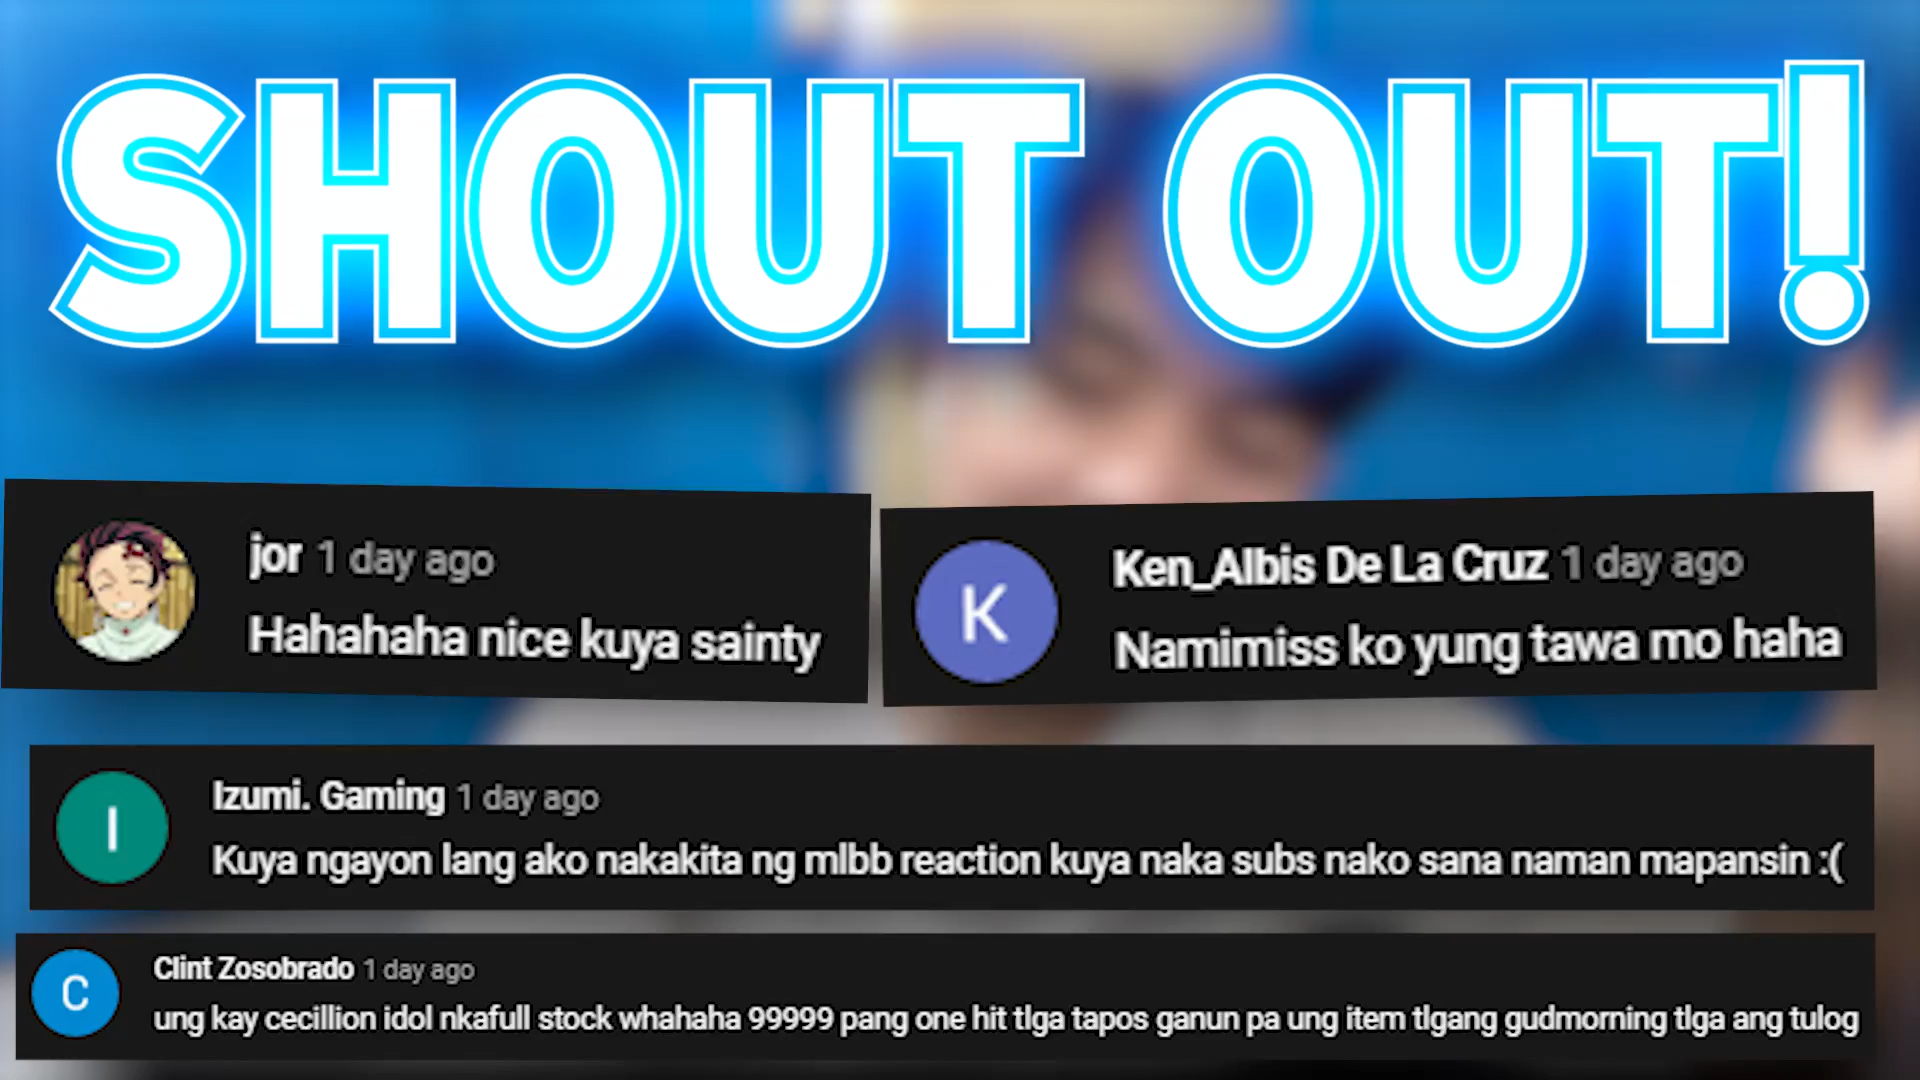 SHOUT OUT!
jor 1 day ago
Hahahaha nice kuya sainty
Ken_Albis De La Cruz 1 day ago
Namimiss ko yung tawa mo haha
I
K
Izumi. Gaming 1 day ago
Kuya ngayon lang ako nakakita ng mlbb reaction kuya naka subs nako sana naman mapansin :(
C
Clint Zosobrado 1 day ago
ung kay cecillion idol nkafull stock whahaha 99999 pang one hit tlga tapos ganun pa ung item tlgang gudmorning tlga ang tulog